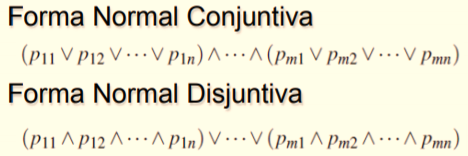 Forma Normal Conjuntiva
(p₁₁ ∨ p₁₂ ∨ ⋯ ∨ p₁ₙ) ∧ ⋯ ∧ (pₘ₁ ∨ pₘ₂ ∨ ⋯ ∨ pₘₙ)
Forma Normal Disjuntiva
(p₁₁ ∧ p₁₂ ∧ ⋯ ∧ p₁ₙ) ∨ ⋯ ∨ (pₘ₁ ∧ pₘ₂ ∧ ⋯ ∧ pₘₙ)